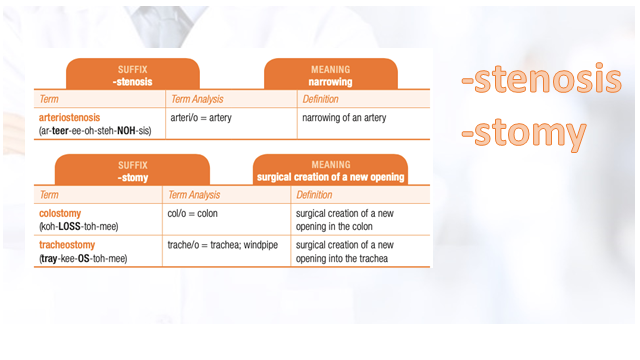 SUFFIX
-stenosis
MEANING
narrowing
Term Term Analysis Definition
arteriostenosis arteri/o = artery narrowing of an artery
(ar-teer-ee-oh-steh-NOH-sis)
SUFFIX
-stomy
MEANING
surgical creation of a new opening
Term Term Analysis Definition
colostomy col/o = colon surgical creation of a new
(koh-LOSS-toh-mee) opening in the colon
tracheostomy trache/o = trachea; windpipe surgical creation of a new
(tray-kee-OS-toh-mee) opening into the trachea
-stenosis
-stomy